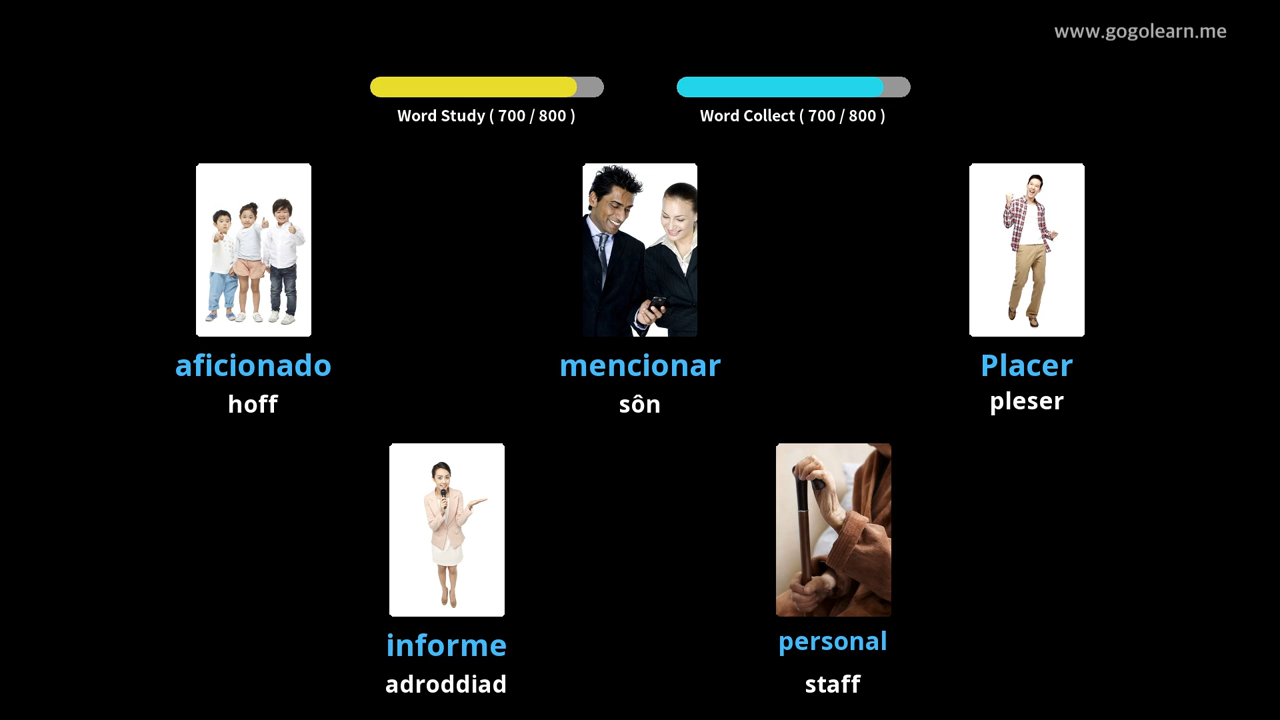 www.gogolearn.me
Word Study ( 700 / 800 )
Word Collect ( 700 / 800 )
aficionado
hoff
mencionar
sôn
Placer
pleser
informe
adroddiad
personal
staff